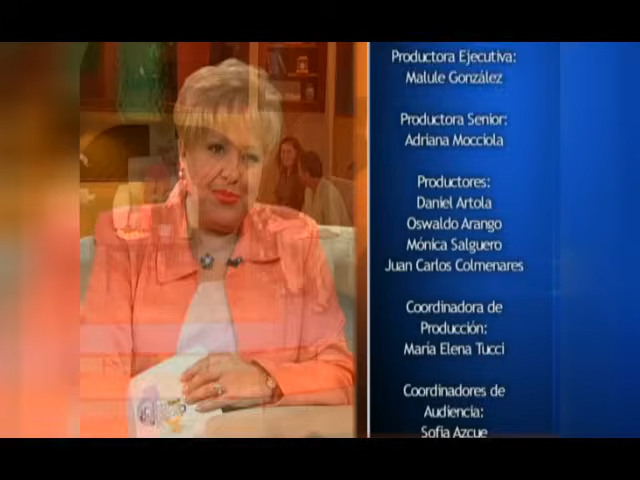 Productora Ejecutiva:
Malule González
Productora Senior:
Adriana Mocciola
Productores:
Daniel Artola
Oswaldo Arango
Mónica Salguero
Juan Carlos Colmenares
Coordinadora de
Producción:
María Elena Tucci
Coordinadores de
Audiencia:
Sofía Azcue